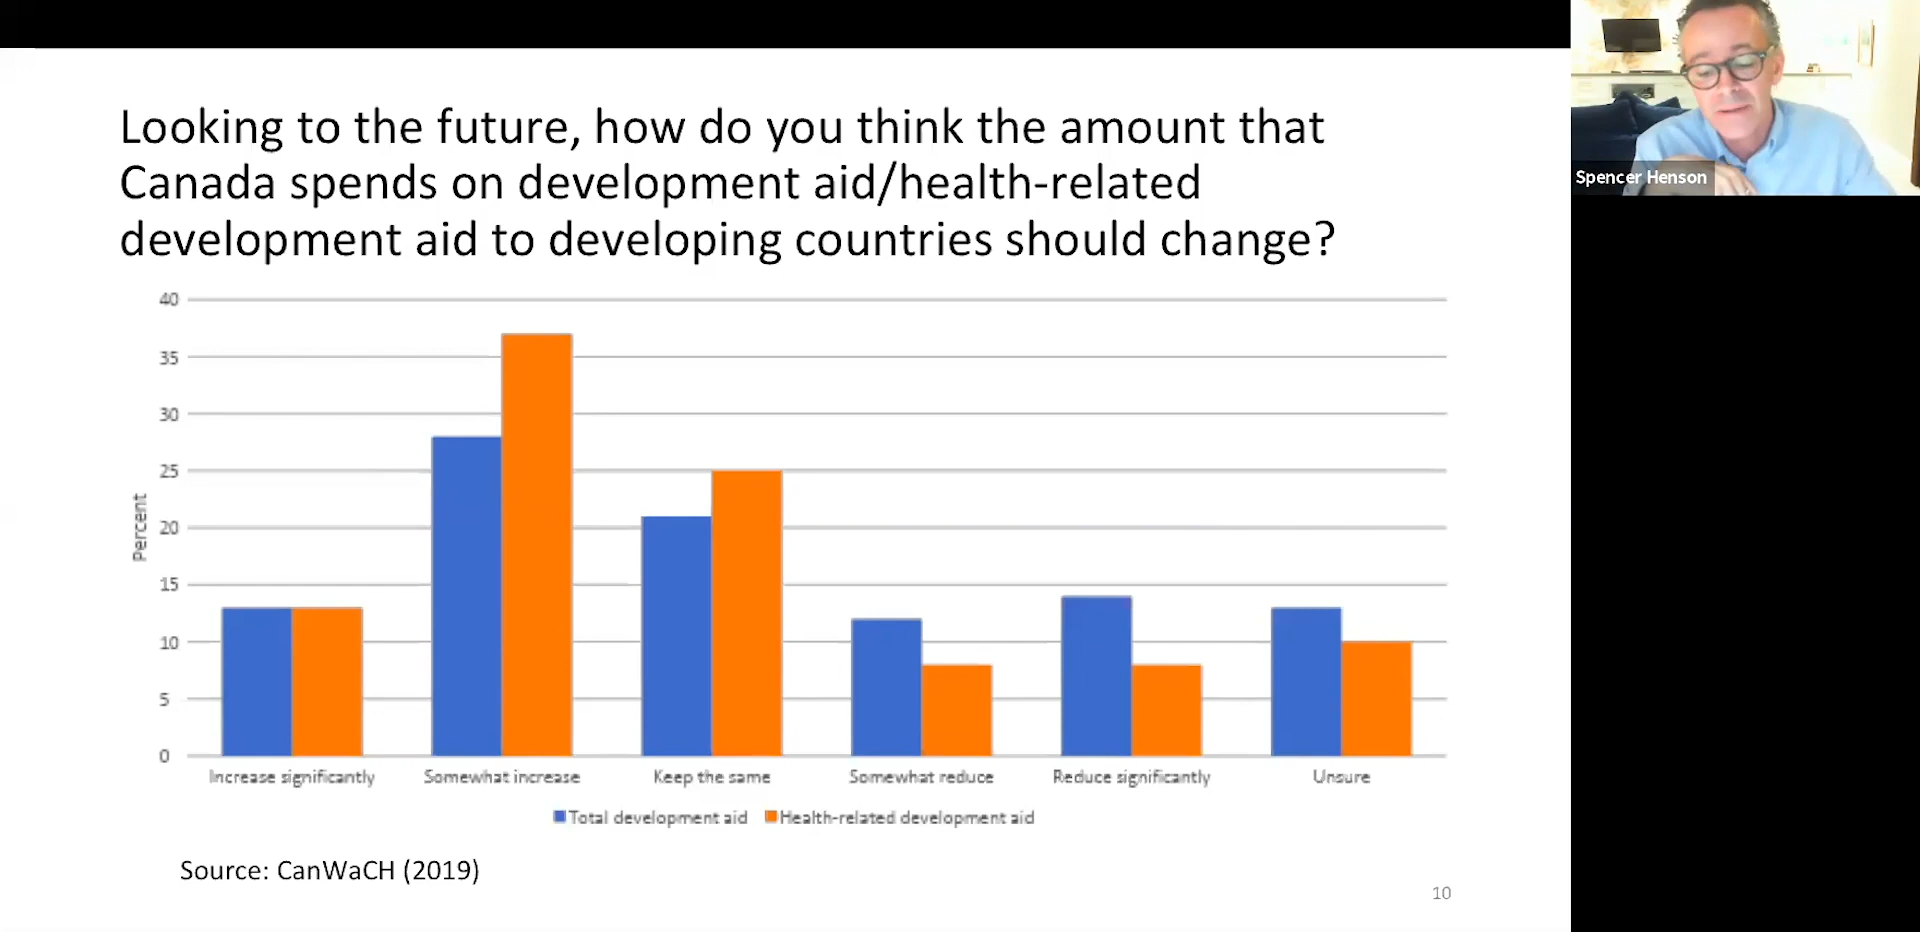 Looking to the future, how do you think the amount that
Canada spends on development aid/health-related
development aid to developing countries should change?
Spencer Henson
40
35
30
25
20
15
10
5
0
Percent
Increase significantly
Somewhat increase
Keep the same
Somewhat reduce
Reduce significantly
Unsure
Total development aid
Health-related development aid
Source: CanWaCH (2019)
10